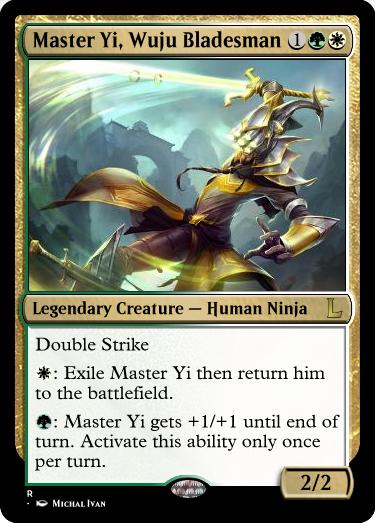 Master Yi, Wuju Bladesman 1
Legendary Creature — Human Ninja L
Double Strike
: Exile Master Yi then return him
to the battlefield.
: Master Yi gets +1/+1 until end of
turn. Activate this ability only once
per turn.
2/2
R
Michal Ivan